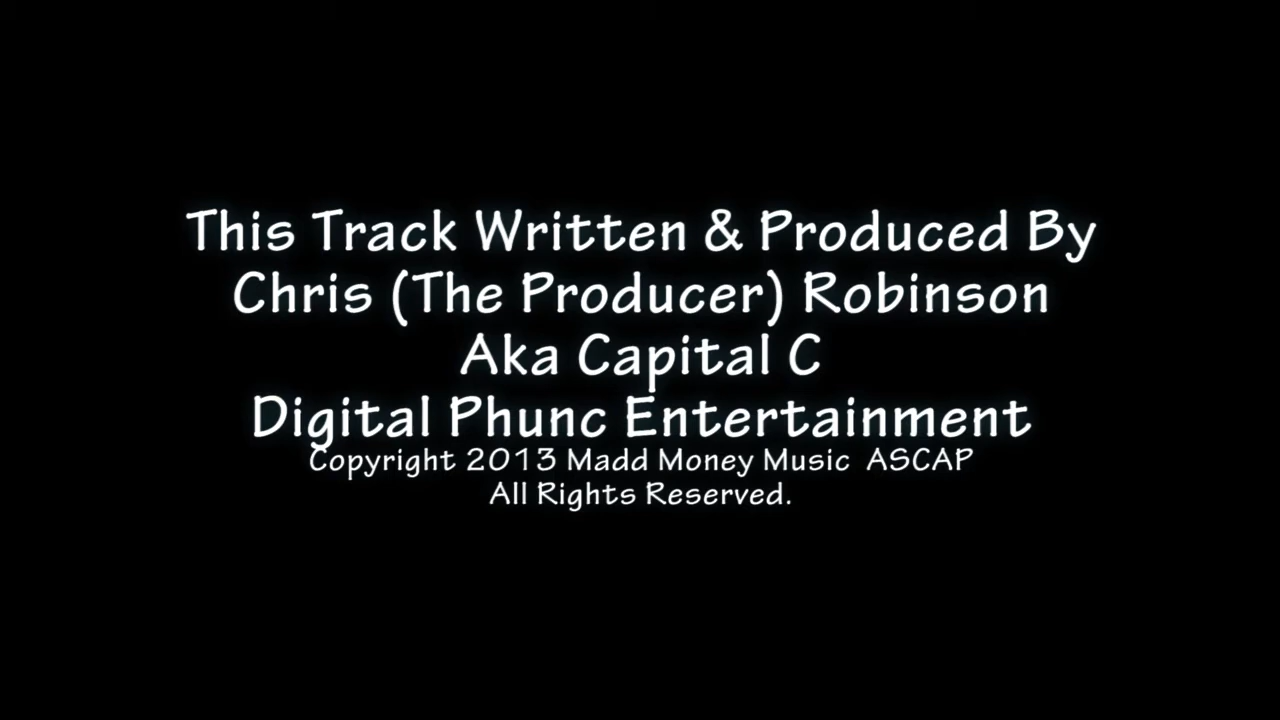 This Track Written & Produced By
Chris (The Producer) Robinson
Aka Capital C
Digital Phunc Entertainment
Copyright 2013 Madd Money Music ASCAP
All Rights Reserved.